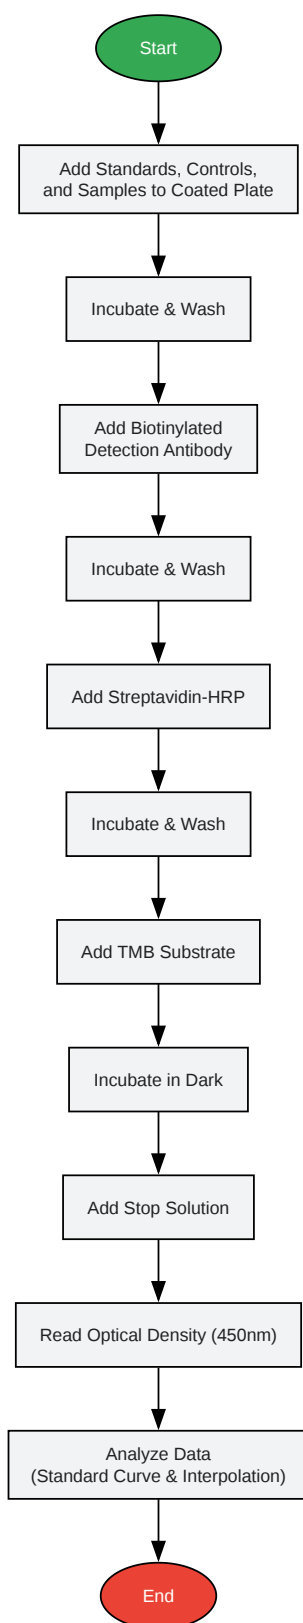 Start
Add Standards, Controls,
and Samples to Coated Plate
Incubate & Wash
Add Biotinylated
Detection Antibody
Incubate & Wash
Add Streptavidin-HRP
Incubate & Wash
Add TMB Substrate
Incubate in Dark
Add Stop Solution
Read Optical Density (450nm)
Analyze Data
(Standard Curve & Interpolation)
End